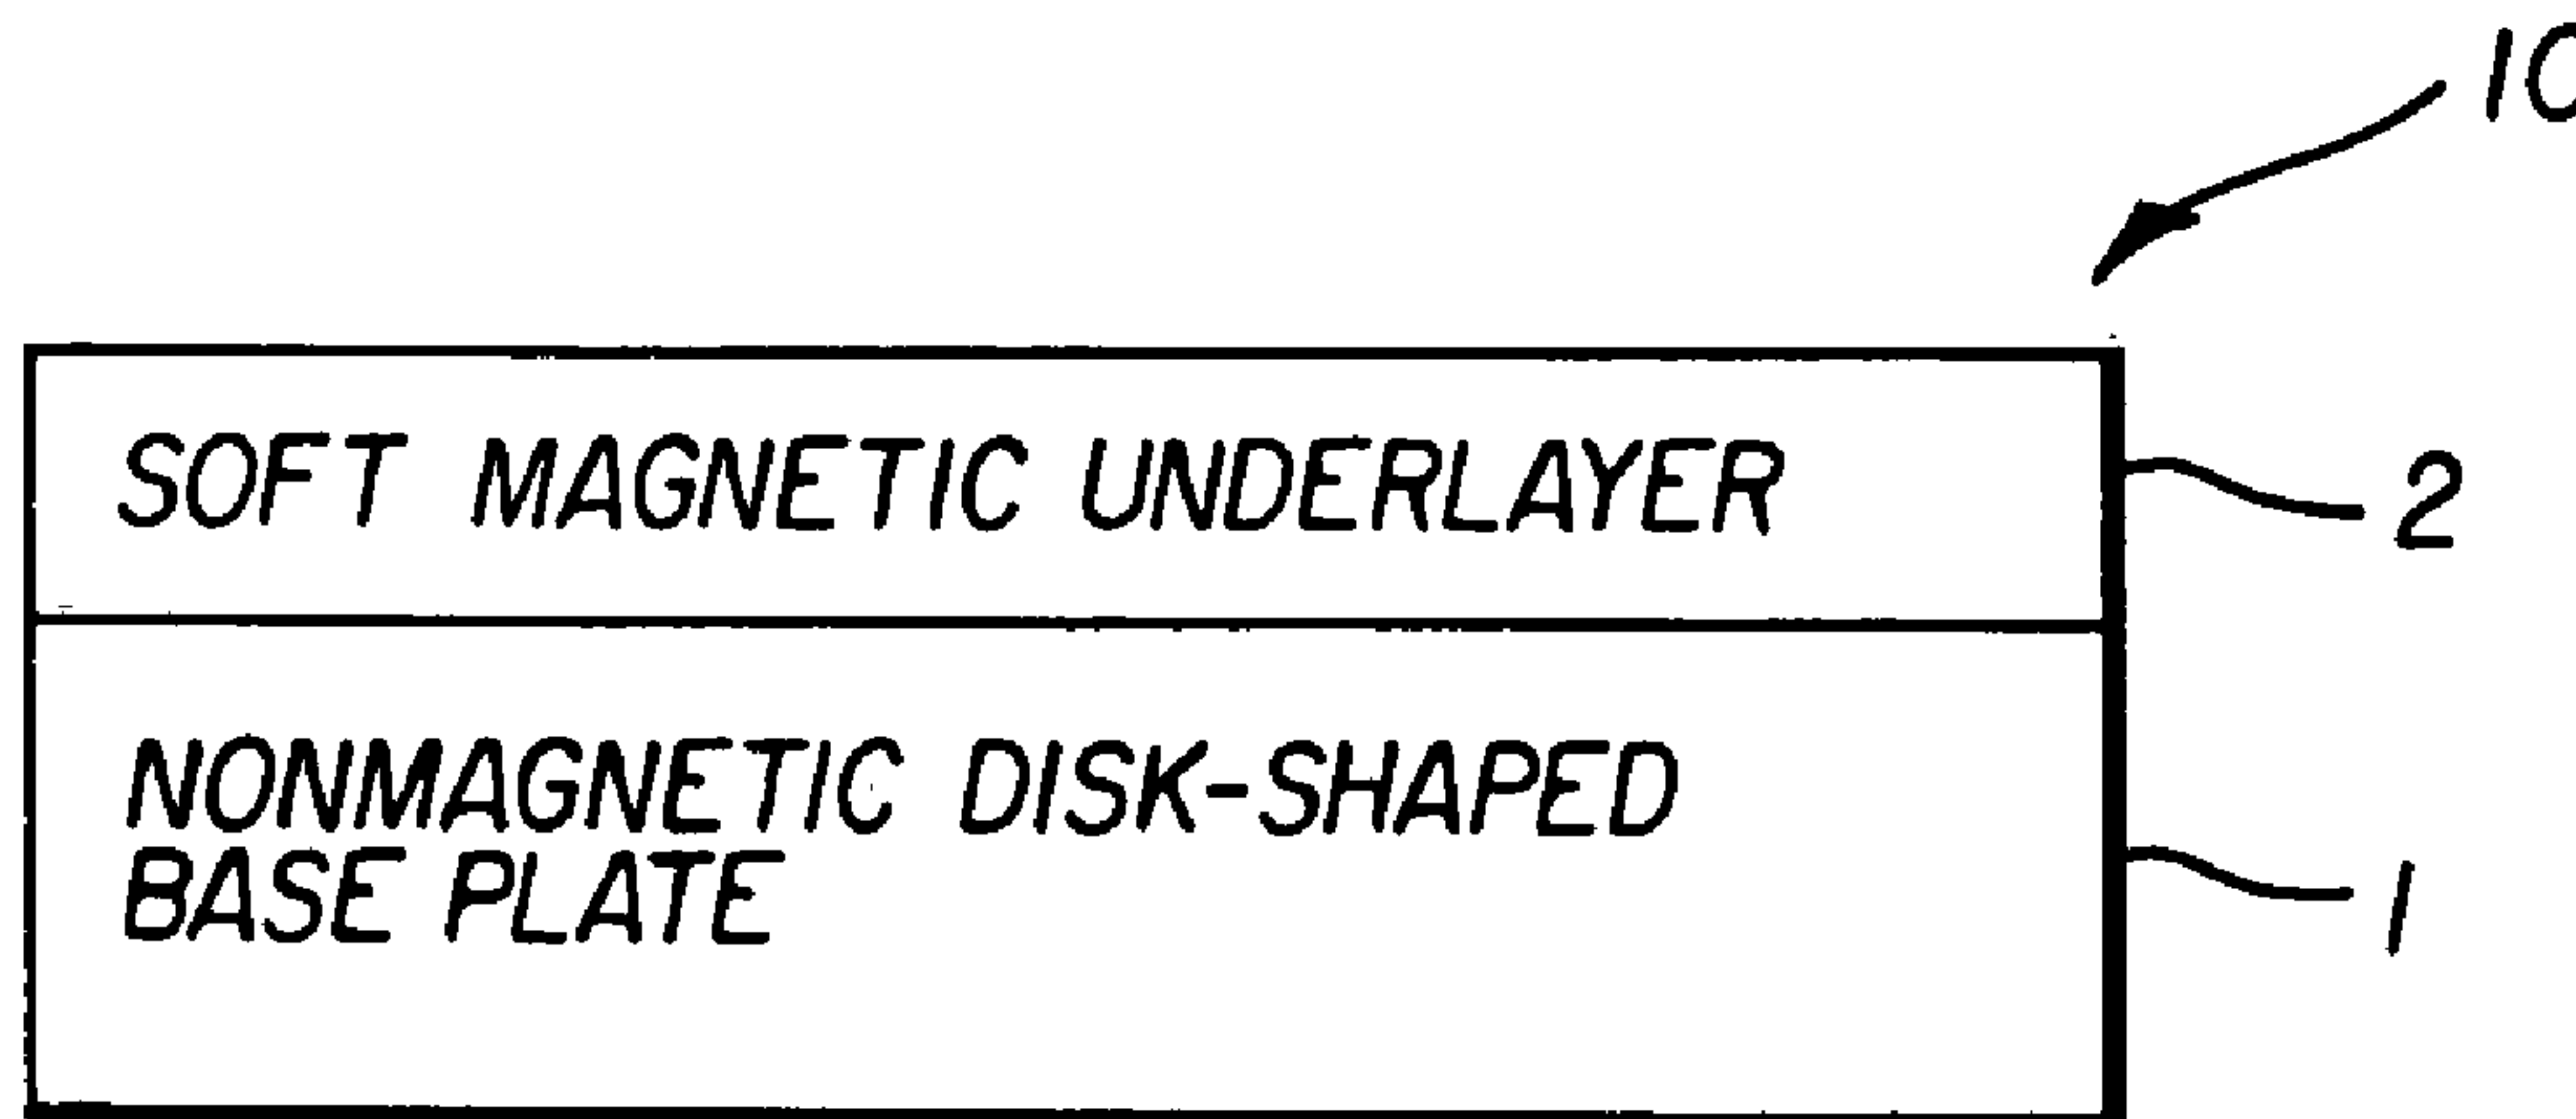 10
SOFT MAGNETIC UNDERLAYER
2
NONMAGNETIC DISK-SHAPED
BASE PLATE
1